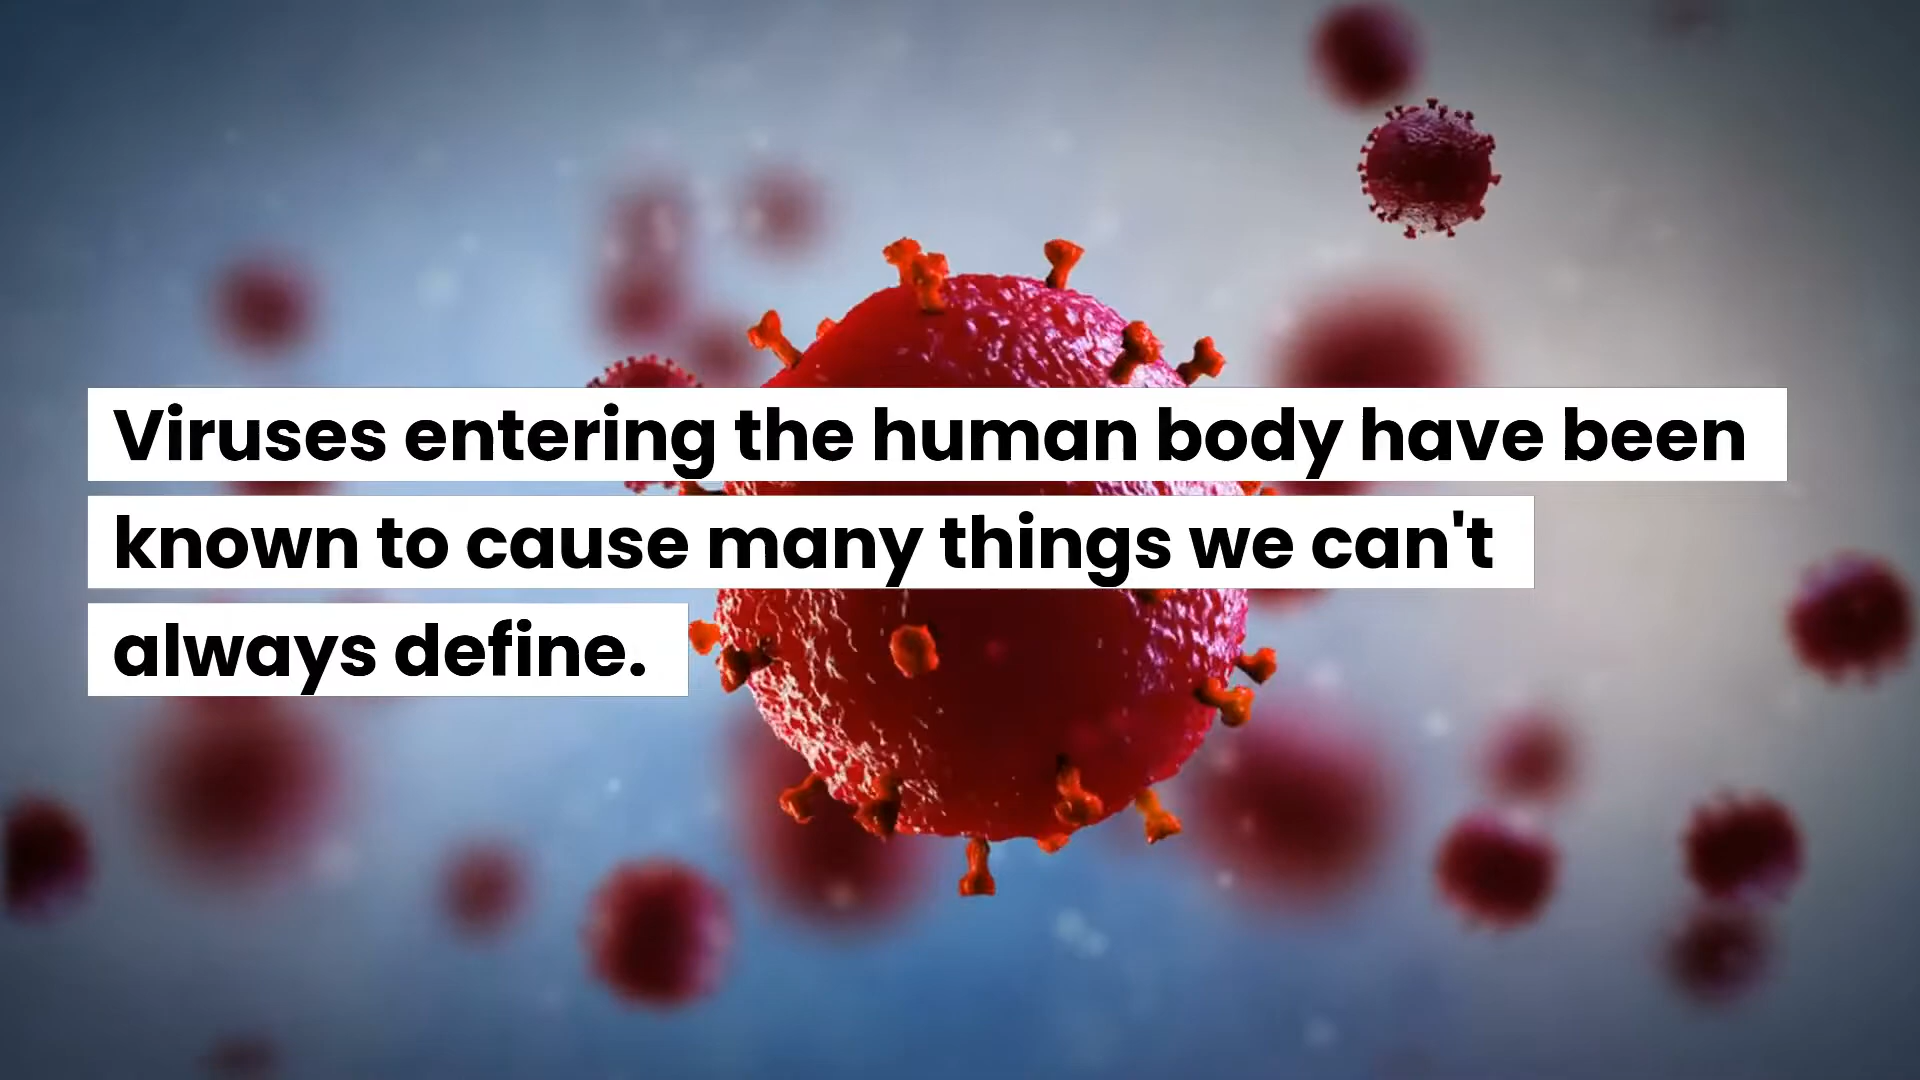 Viruses entering the human body have been
known to cause many things we can't
always define.